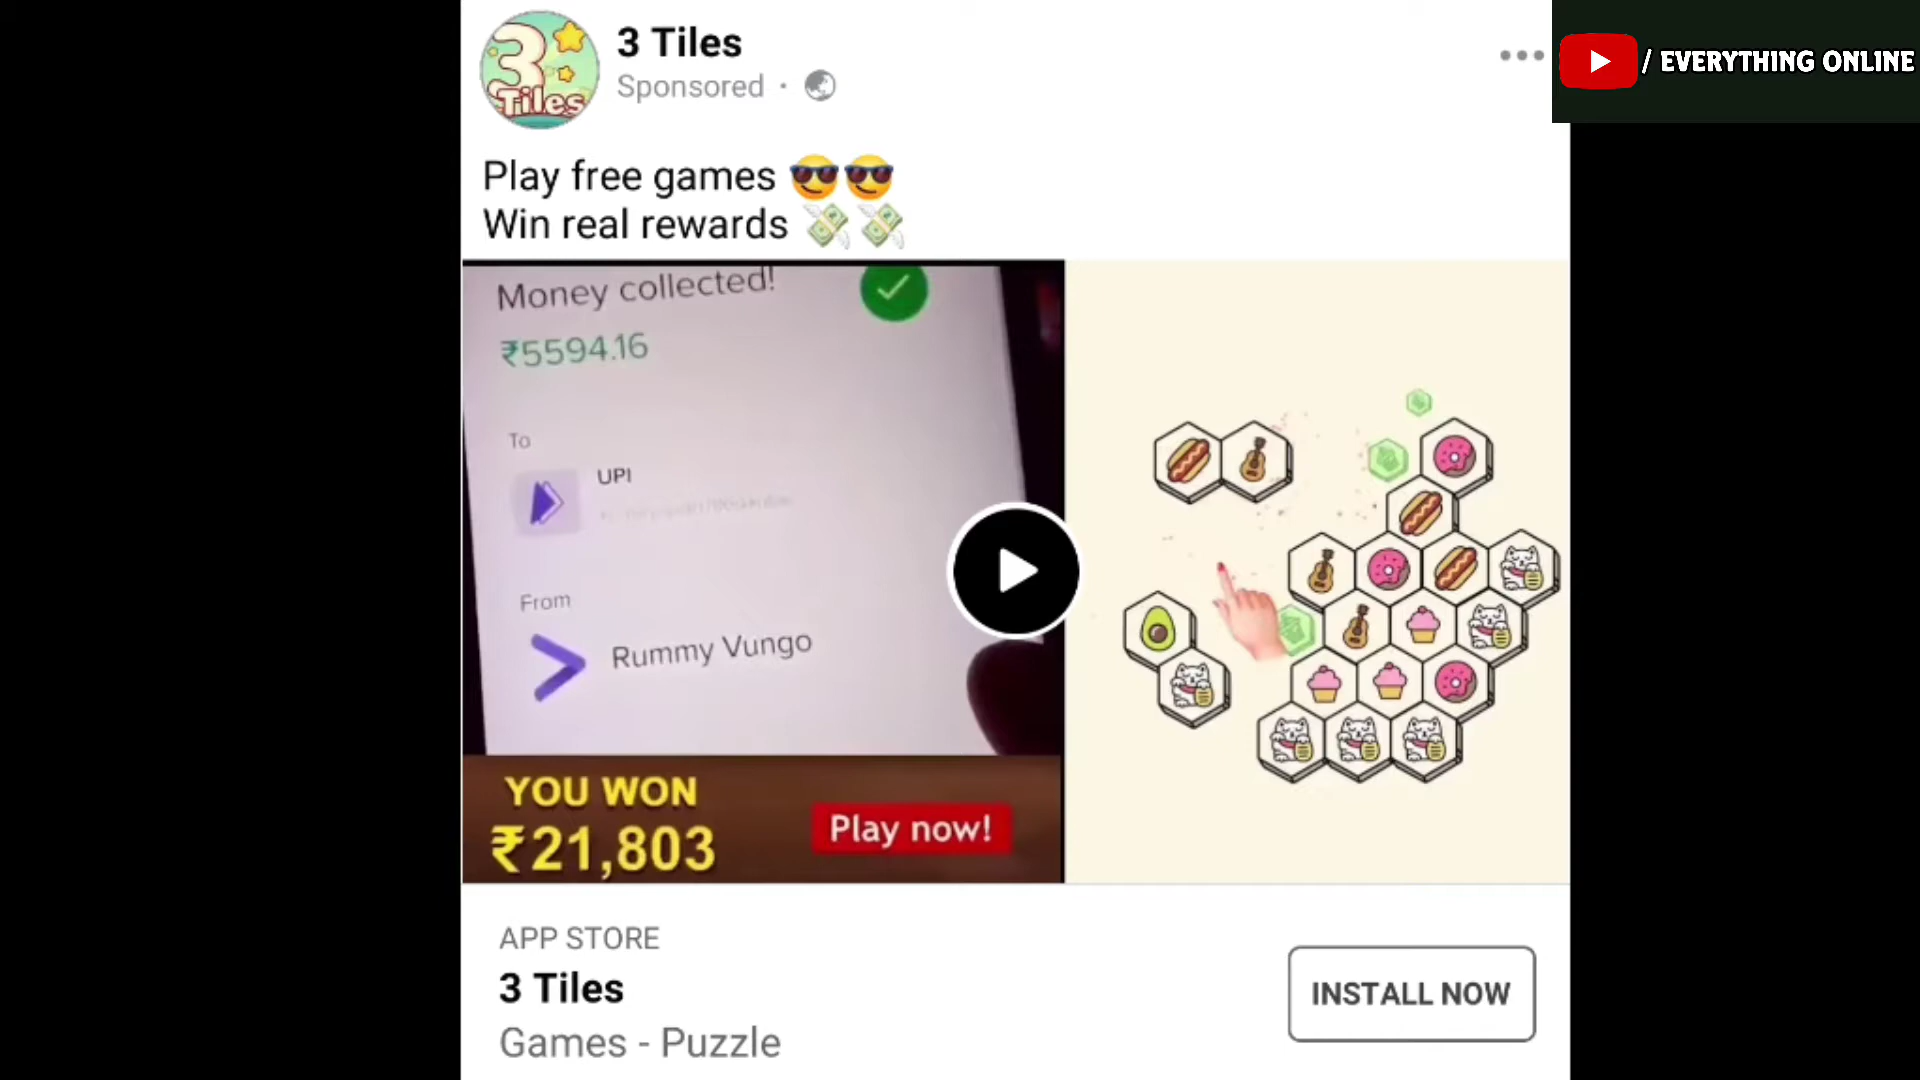 3 Tiles
Sponsored ·
3
Tiles
/ EVERYTHING ONLINE
Play free games 😎😎
Win real rewards 💸💸
Money collected!
₹5594.16
To
UPI
From
Rummy Vungo
YOU WON
₹21,803
Play now!
APP STORE
3 Tiles
Games - Puzzle
INSTALL NOW